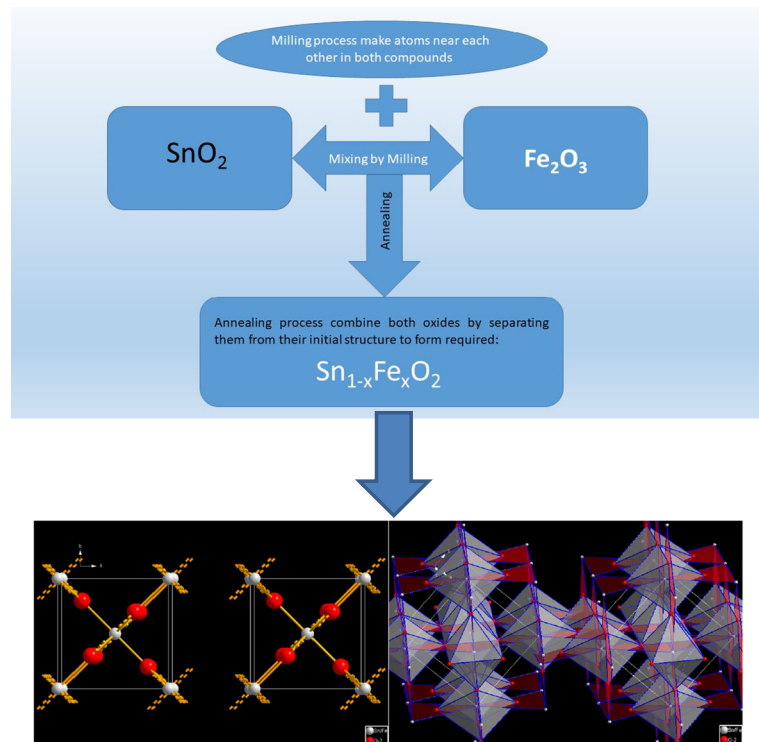 Milling process make atoms near each
other in both compounds
SnO₂
Mixing by Milling
Fe₂O₃
Annealing
Annealing process combine both oxides by separating
them from their initial structure to form required:
Sn₁₋ₓFeₓO₂